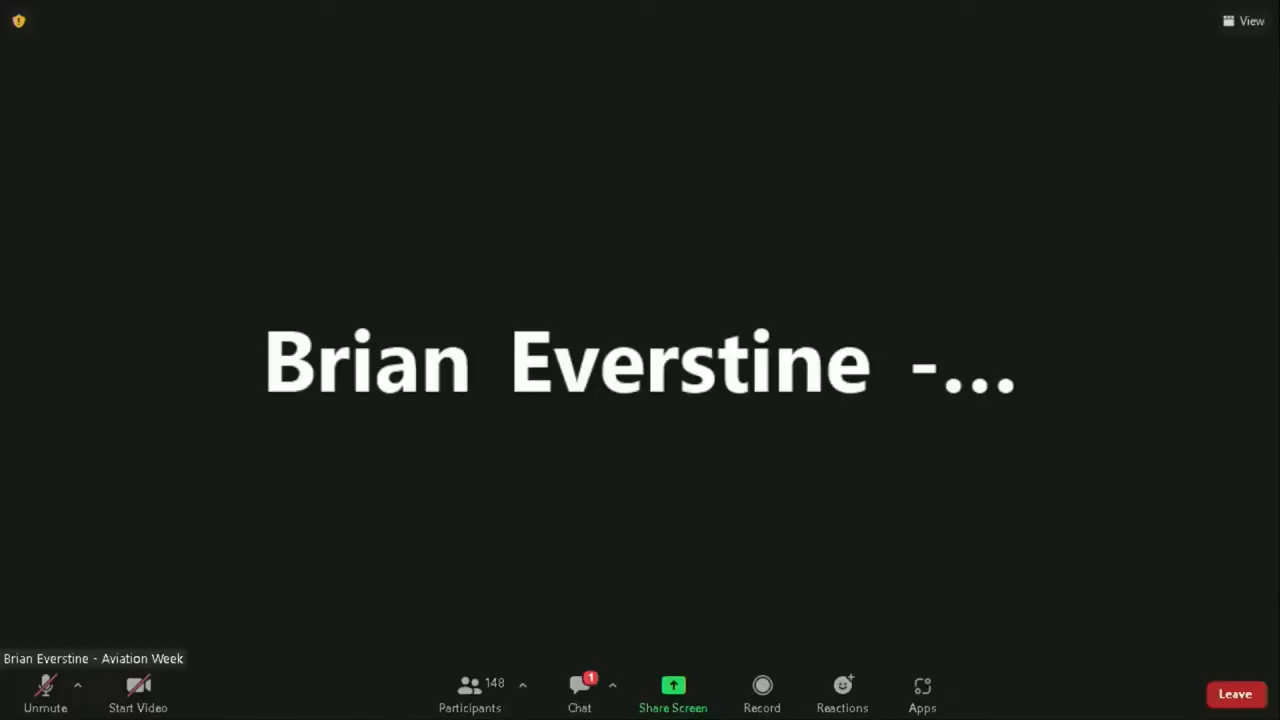 View
Brian Everstine -...
Brian Everstine - Aviation Week
Unmute
Start Video
148
Participants
1
Chat
Share Screen
Record
Reactions
Apps
Leave